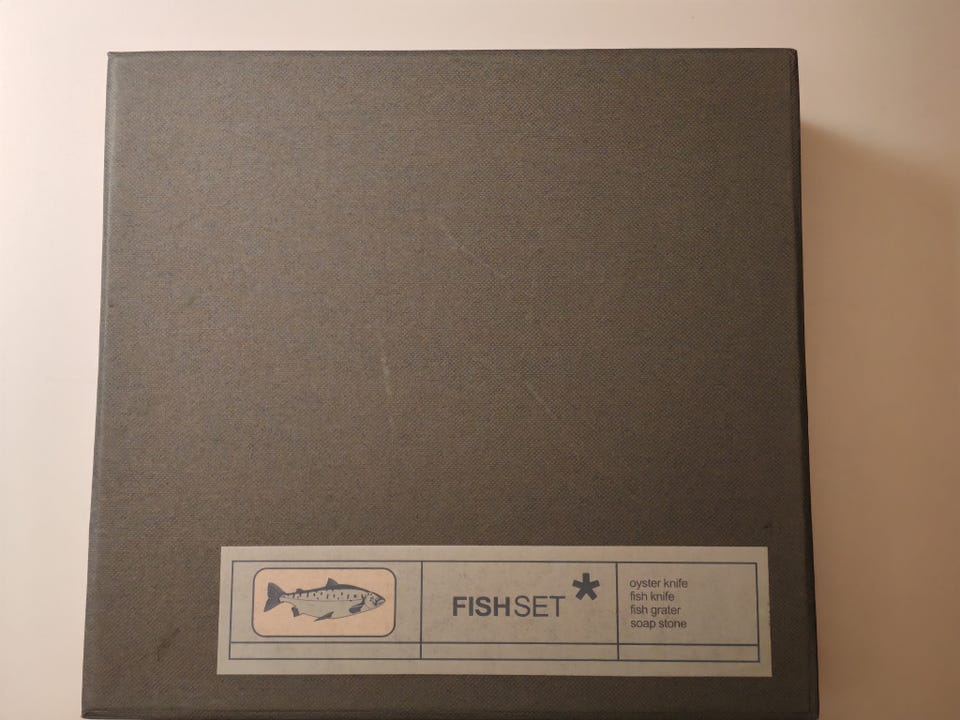 FISHSET*
oyster knife
fish knife
fish grater
soap stone